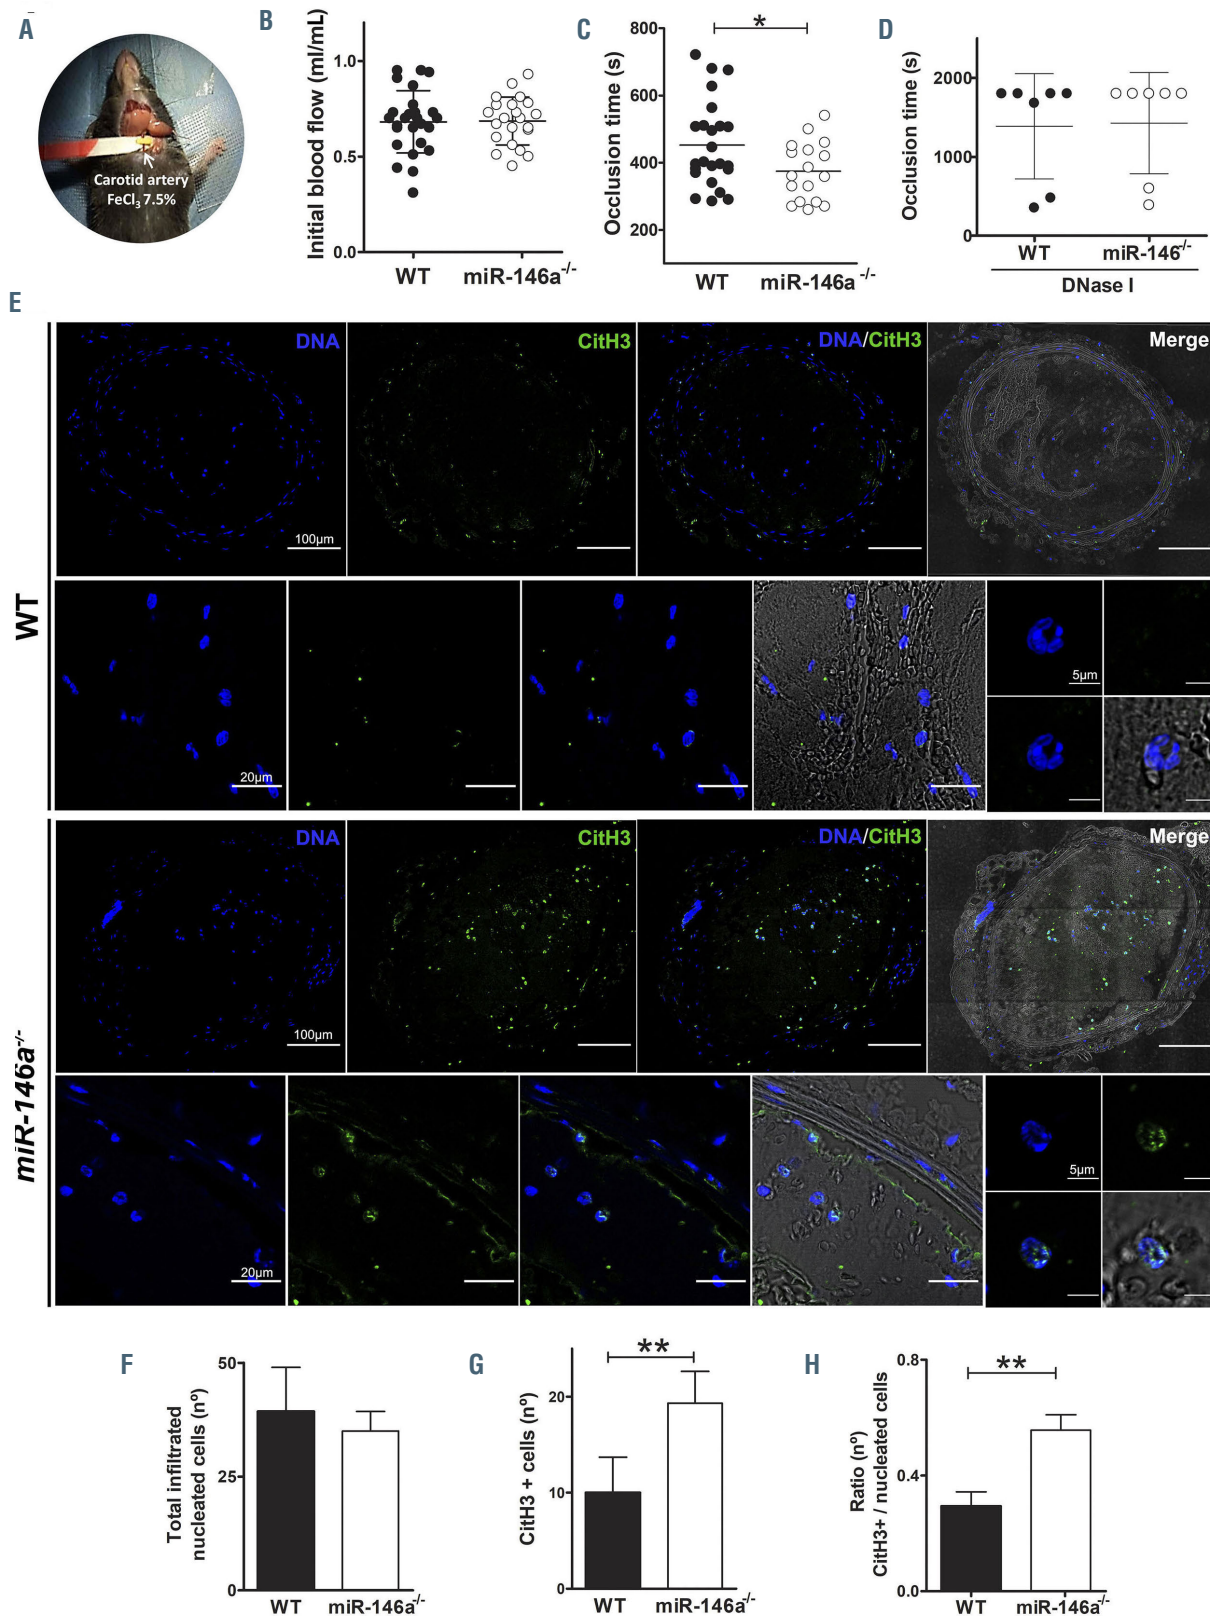 A
Carotid artery
FeCl3 7.5%
B
Initial blood flow (ml/mL)
1.0
0.5
0.0
WT
miR-146a-/-
C
Occlusion time (s)
800
600
400
200
*
WT
miR-146a-/-
D
Occlusion time (s)
2000
1000
0
WT
miR-146-/-
DNase I
E
WT
DNA
CitH3
DNA/CitH3
Merge
100µm
20µm
5µm
miR-146a-/-
DNA
CitH3
DNA/CitH3
Merge
100µm
20µm
5µm
F
Total infiltrated
nucleated cells (nº)
50
25
0
WT
miR-146a-/-
G
CitH3 + cells (nº)
20
10
0
**
WT
miR-146a-/-
H
Ratio (nº)
CitH3+ / nucleated cells
0.8
0.4
0.0
**
WT
miR-146a-/-